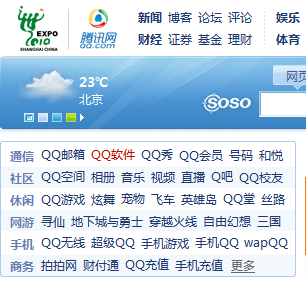 新闻 博客 论坛 评论 娱乐
EXPO 2010 SHANGHAI CHINA
腾讯网 QQ.com
财经 证券 基金 理财 体育
网页
23℃
北京
SOSO
通信 QQ邮箱 QQ软件 QQ秀 QQ会员 号码 和悦
社区 QQ空间 相册 音乐 视频 直播 Q吧 QQ校友
休闲 QQ游戏 炫舞 宠物 飞车 英雄岛 QQ堂 丝路
网游 寻仙 地下城与勇士 穿越火线 自由幻想 三国
手机 QQ无线 超级QQ 手机游戏 手机QQ wapQQ
商务 拍拍网 财付通 QQ充值 手机充值 更多